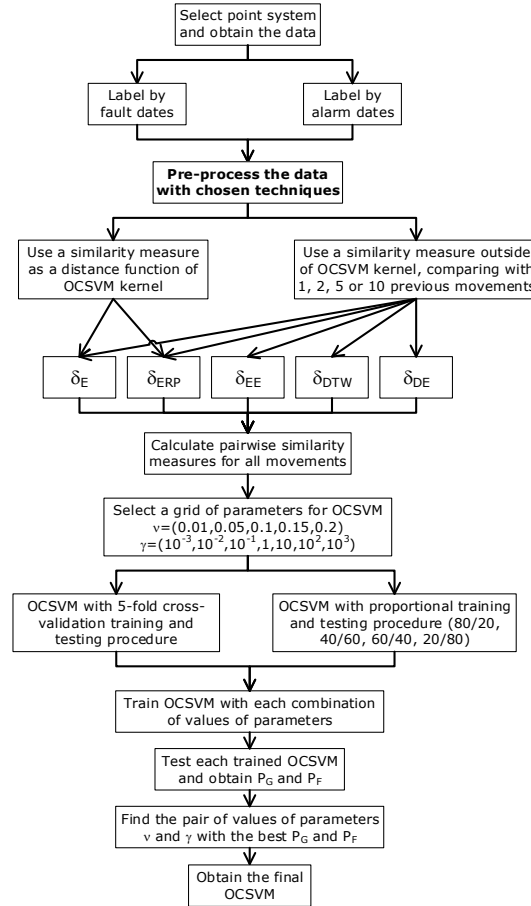 Select point system
and obtain the data
Label by
fault dates
Label by
alarm dates
Pre-process the data
with chosen techniques
Use a similarity measure
as a distance function of
OCSVM kernel
Use a similarity measure outside
of OCSVM kernel, comparing with
1, 2, 5 or 10 previous movements
δE
δERP
δEE
δDTW
δDE
Calculate pairwise similarity
measures for all movements
Select a grid of parameters for OCSVM
ν=(0.01,0.05,0.1,0.15,0.2)
γ=(10⁻³,10⁻²,10⁻¹,1,10,10²,10³)
OCSVM with 5-fold cross-
validation training and
testing procedure
OCSVM with proportional training
and testing procedure (80/20,
40/60, 60/40, 20/80)
Train OCSVM with each combination
of values of parameters
Test each trained OCSVM
and obtain PG and PF
Find the pair of values of parameters
ν and γ with the best PG and PF
Obtain the final
OCSVM